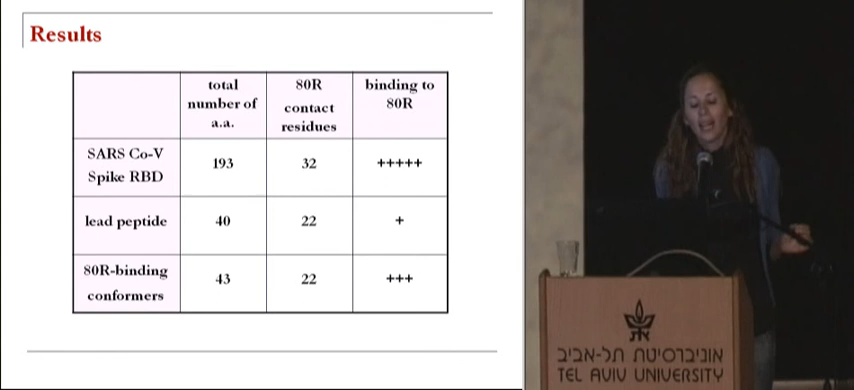 Results
total number of a.a.
80R contact residues
binding to 80R
SARS Co-V Spike RBD
193
32
+++++
lead peptide
40
22
+
80R-binding conformers
43
22
+++
אוניברסיטת תל-אביב
TEL AVIV UNIVERSITY